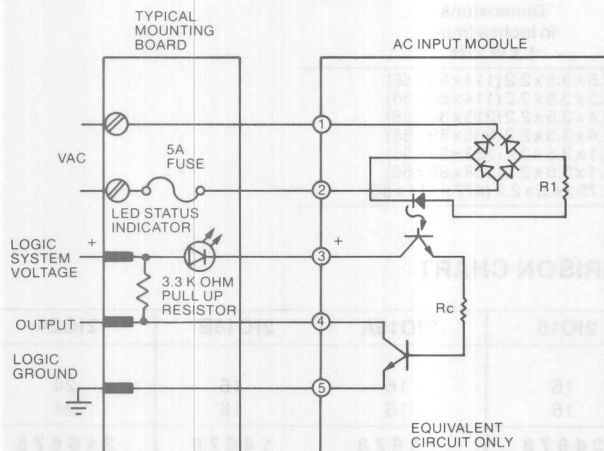 TYPICAL
MOUNTING
BOARD
AC INPUT MODULE
1
5A
FUSE
VAC
2
R1
LED STATUS
INDICATOR
LOGIC
SYSTEM
VOLTAGE
+
3
+
3.3 K OHM
PULL UP
RESISTOR
Rc
OUTPUT
4
LOGIC
GROUND
5
EQUIVALENT
CIRCUIT ONLY